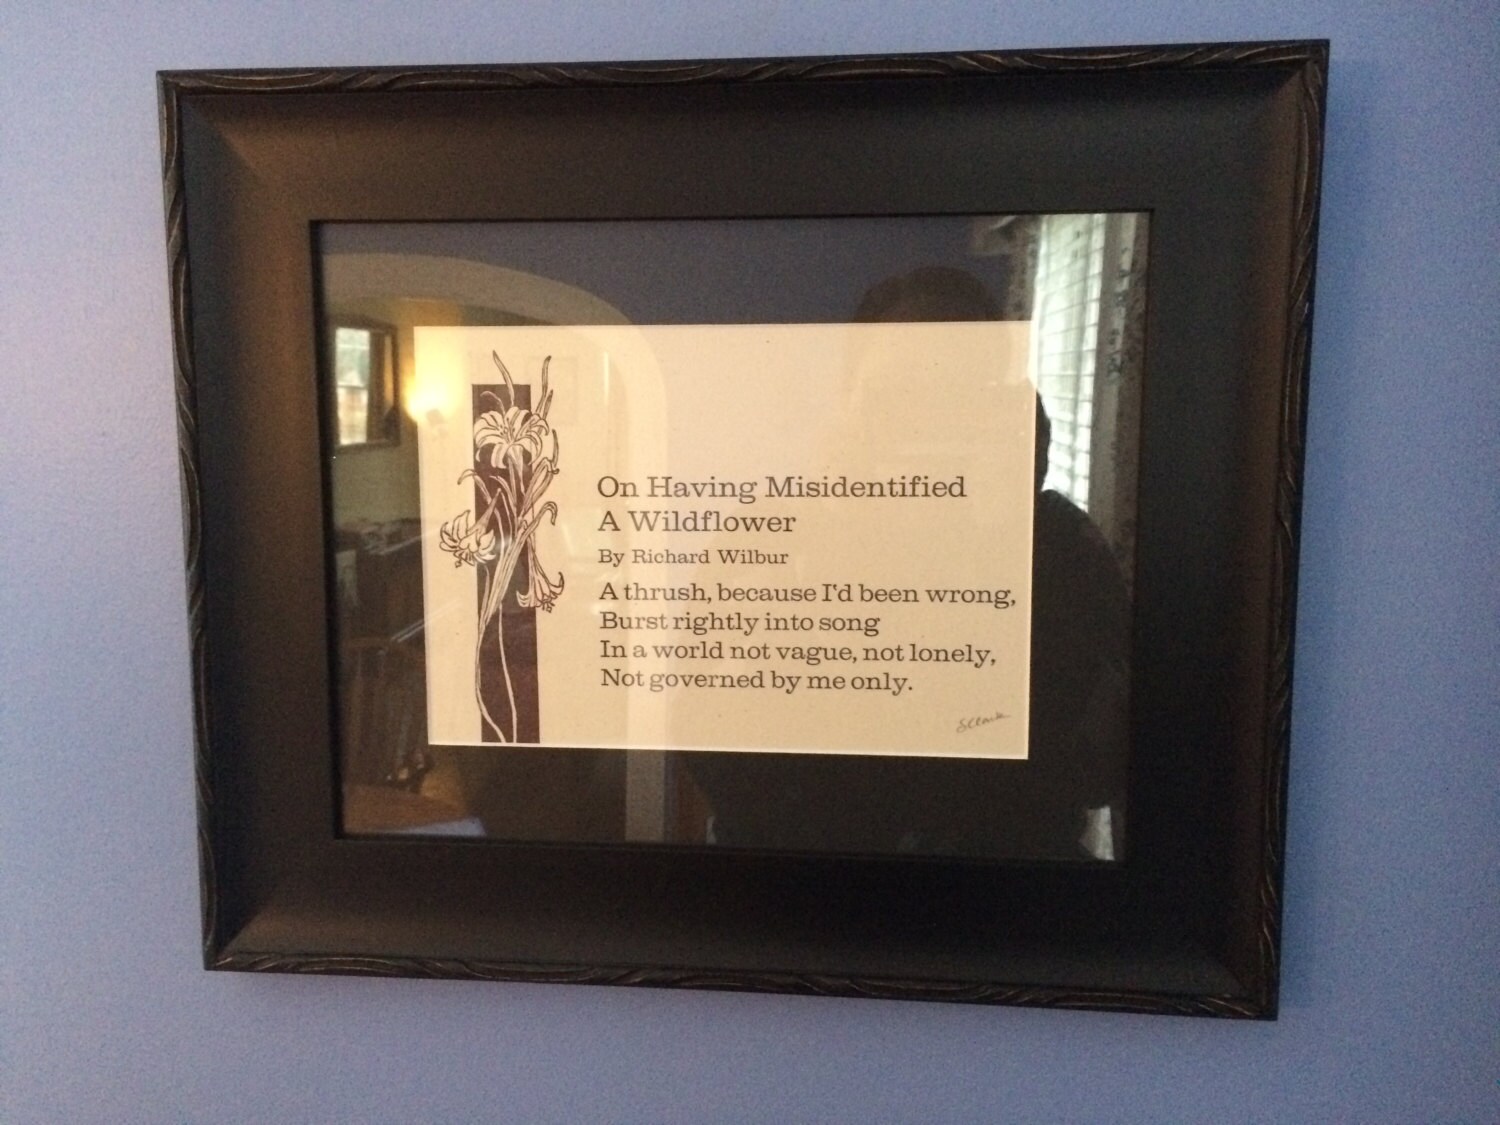 On Having Misidentified
A Wildflower
By Richard Wilbur
A thrush, because I'd been wrong,
Burst rightly into song
In a world not vague, not lonely,
Not governed by me only.